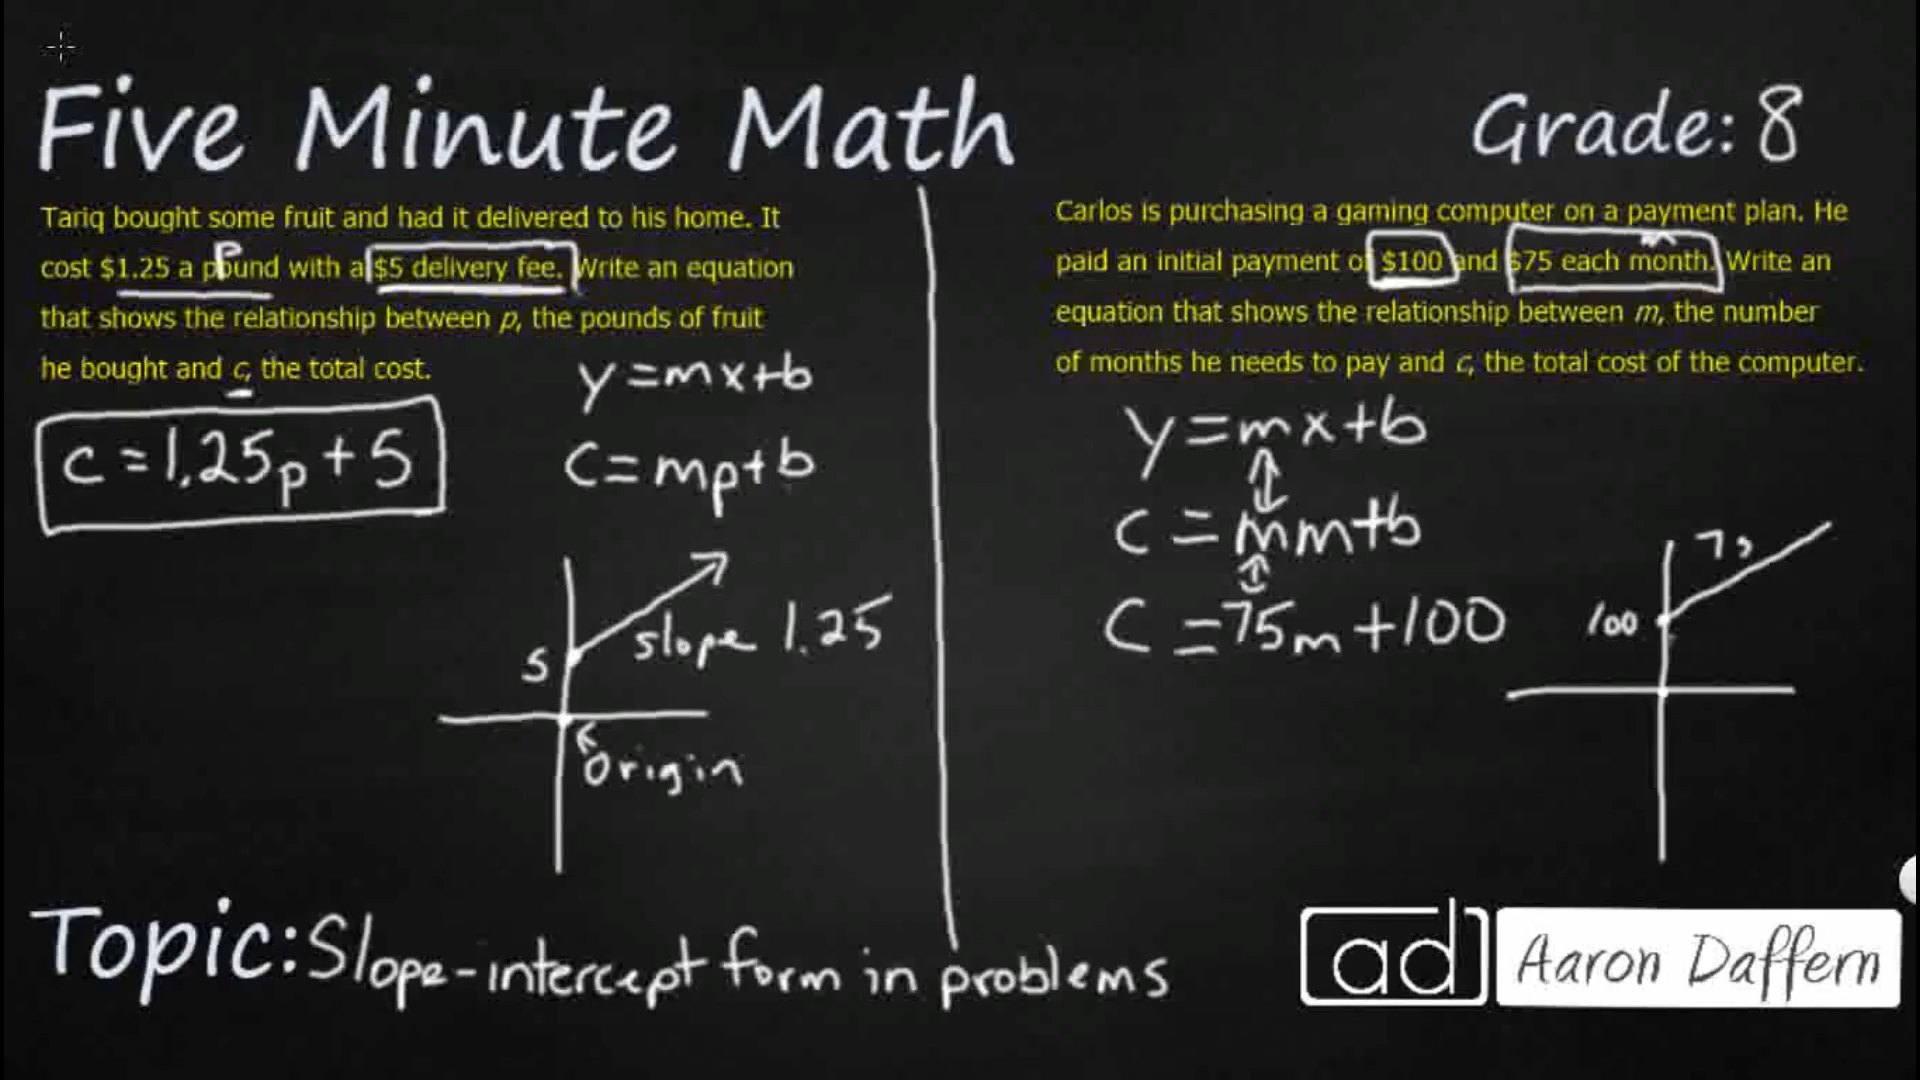 Five Minute Math
Grade: 8
Tariq bought some fruit and had it delivered to his home. It
cost $1.25 a pound with a $5 delivery fee. Write an equation
that shows the relationship between p, the pounds of fruit
he bought and c, the total cost.
p
y=mx+b
c=mp+b
c=1.25p+5
5
slope 1.25
origin
Carlos is purchasing a gaming computer on a payment plan. He
paid an initial payment of $100 and $75 each month. Write an
equation that shows the relationship between m, the number
of months he needs to pay and c, the total cost of the computer.
m
y=mx+b
c=mm+b
c=75m+100
100
Topic: Slope-intercept form in problems
ad Aaron Daffern